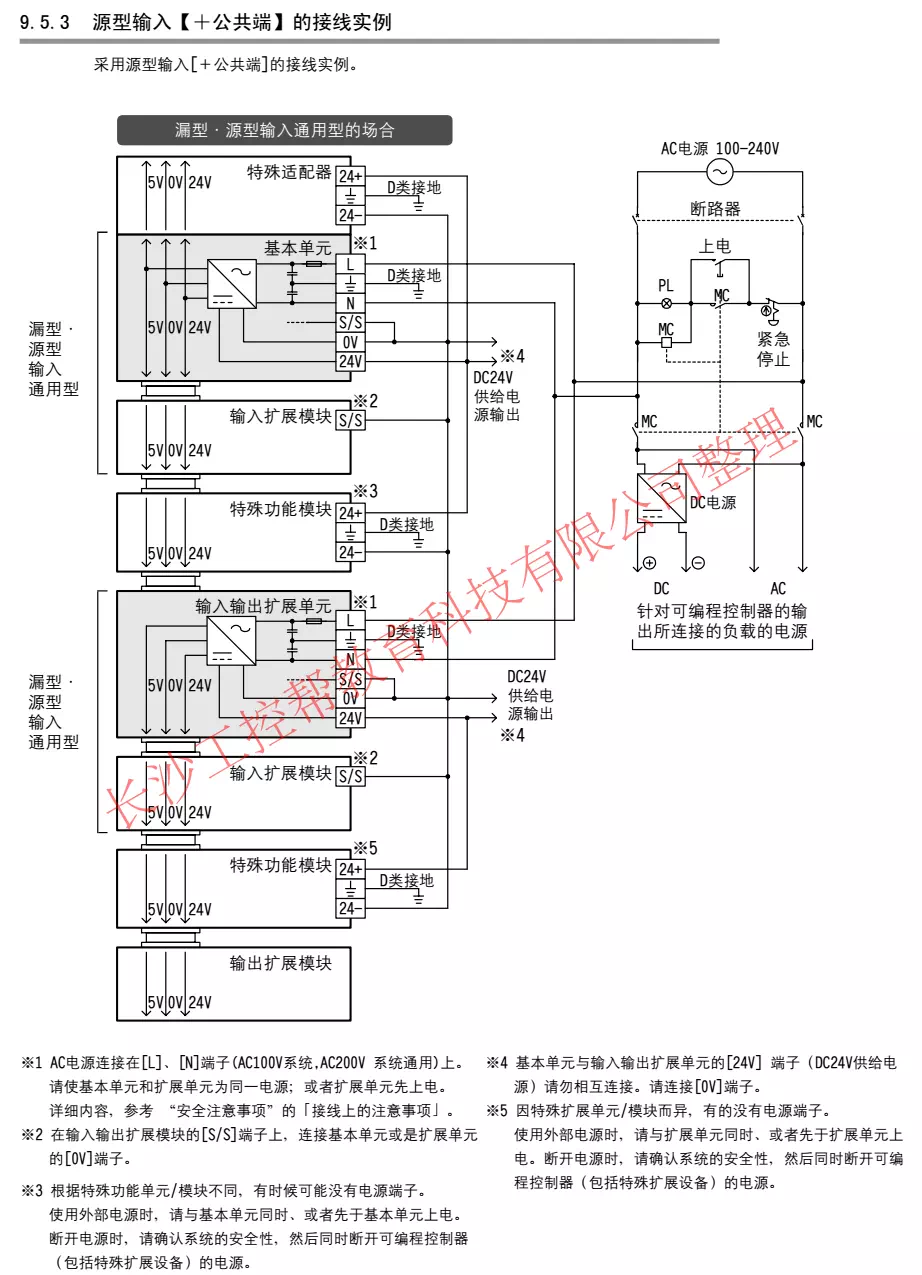 9.5.3 源型输入【＋公共端】的接线实例
采用源型输入[＋公共端]的接线实例。
漏型·源型输入通用型的场合
AC电源 100-240V
特殊适配器
24+
5V 0V 24V
D类接地
24-
断路器
※1
基本单元
上电
L
D类接地
PL
MC
N
S/S
漏型·
源型
输入
通用型
5V 0V 24V
0V
MC
紧急
停止
24V
※4
DC24V
供给电
源输出
※2
输入扩展模块
S/S
MC
MC
5V 0V 24V
※3
特殊功能模块
24+
DC电源
D类接地
5V 0V 24V
24-
DC
AC
※1
输入输出扩展单元
针对可编程控制器的输
出所连接的负载的电源
L
D类接地
N
S/S
漏型·
源型
输入
通用型
5V 0V 24V
0V
24V
DC24V
供给电
源输出
※4
※2
输入扩展模块
S/S
5V 0V 24V
※5
特殊功能模块
24+
D类接地
5V 0V 24V
24-
输出扩展模块
5V 0V 24V
长沙工控帮教育科技有限公司整理
※1 AC电源连接在[L]、[N]端子(AC100V系统,AC200V 系统通用)上。
请使基本单元和扩展单元为同一电源；或者扩展单元先上电。
详细内容，参考 “安全注意事项”的「接线上的注意事项」。
※2 在输入输出扩展模块的[S/S]端子上，连接基本单元或是扩展单元
的[0V]端子。
※3 根据特殊功能单元/模块不同，有时候可能没有电源端子。
使用外部电源时，请与基本单元同时、或者先于基本单元上电。
断开电源时，请确认系统的安全性，然后同时断开可编程控制器
（包括特殊扩展设备）的电源。
※4 基本单元与输入输出扩展单元的[24V] 端子（DC24V供给电
源）请勿相互连接。请连接[0V]端子。
※5 因特殊扩展单元/模块而异，有的没有电源端子。
使用外部电源时，请与扩展单元同时、或者先于扩展单元上
电。断开电源时，请确认系统的安全性，然后同时断开可编
程控制器（包括特殊扩展设备）的电源。